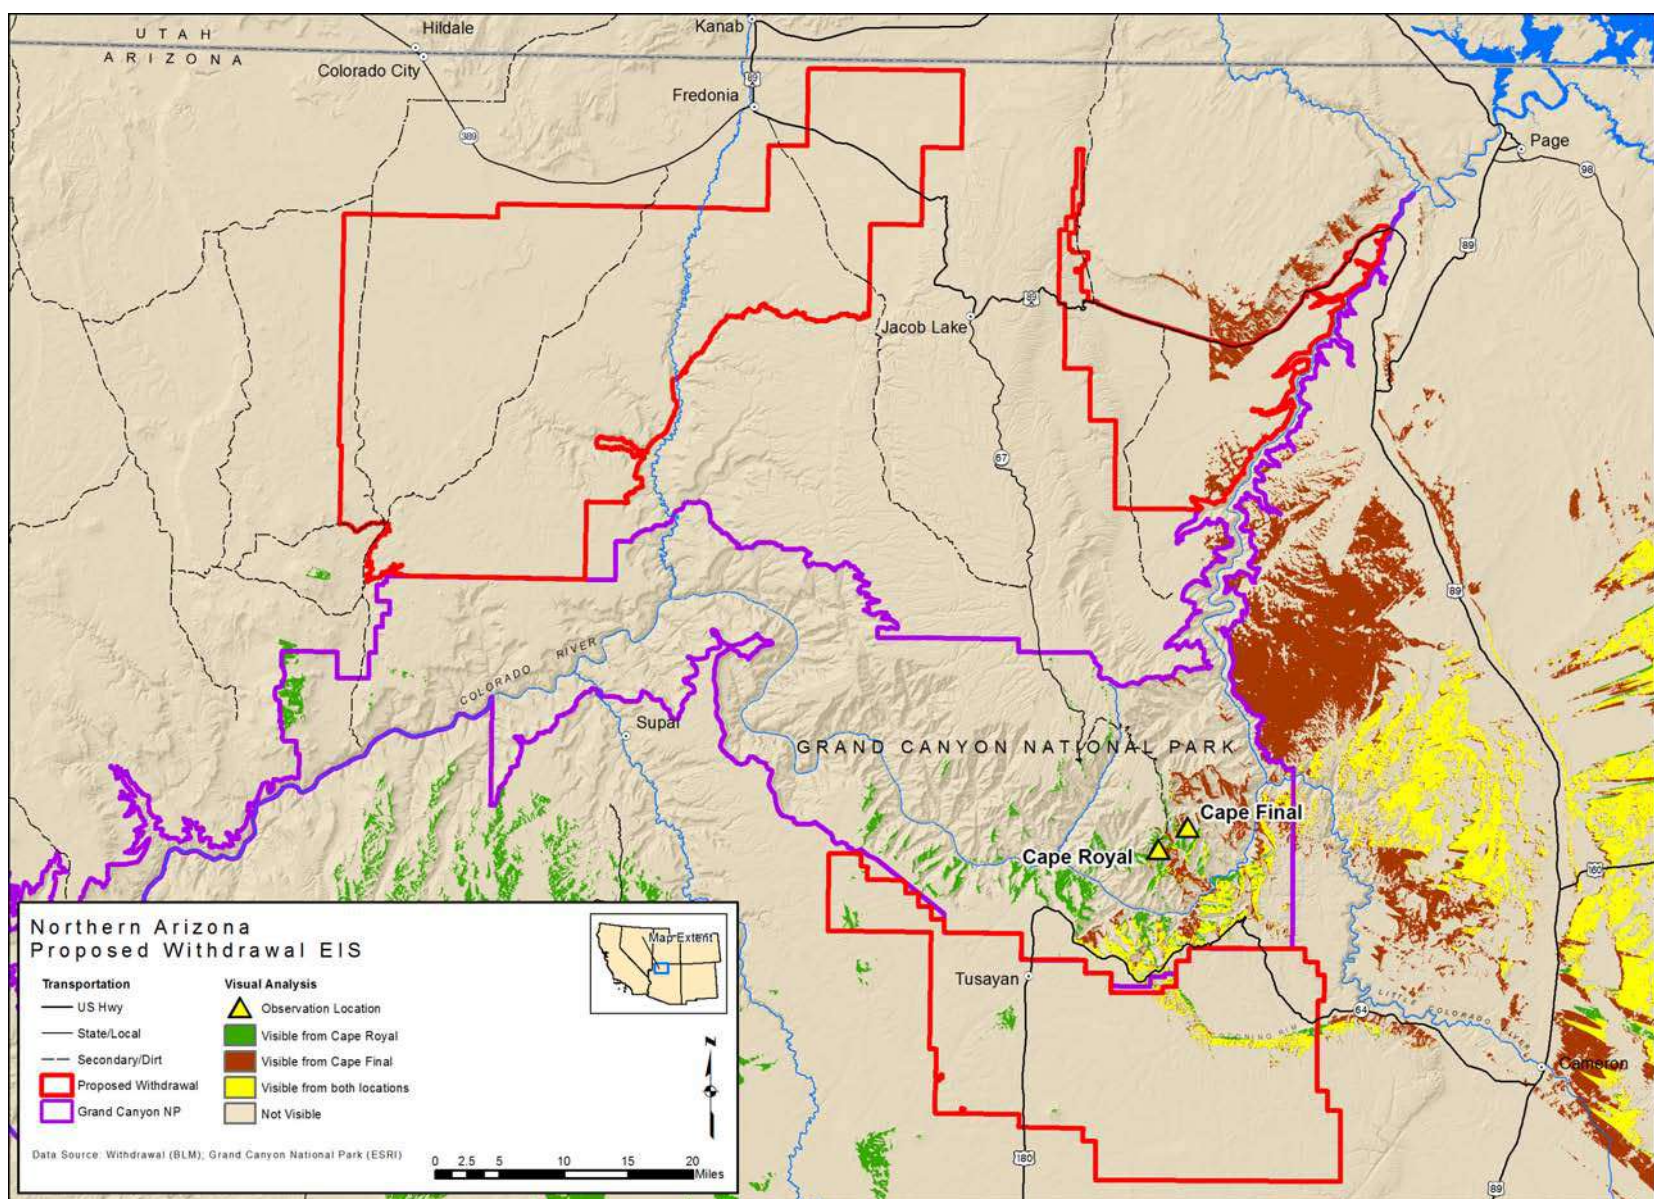 UTAH
ARIZONA
Hildale
Colorado City
Kanab
89
Fredonia
389
Page
98
89
Jacob Lake
89
67
89
COLORADO RIVER
Supai
GRAND CANYON NATIONAL PARK
Cape Final
Cape Royal
160
Tusayan
LITTLE COLORADO RIVER
64
COCONINO RIM
Cameron
180
89
Northern Arizona
Proposed Withdrawal EIS
Map Extent
Transportation
US Hwy
State/Local
Secondary/Dirt
Proposed Withdrawal
Grand Canyon NP
Visual Analysis
Observation Location
Visible from Cape Royal
Visible from Cape Final
Visible from both locations
Not Visible
N
Data Source: Withdrawal (BLM); Grand Canyon National Park (ESRI)
0 2.5 5 10 15 20
Miles